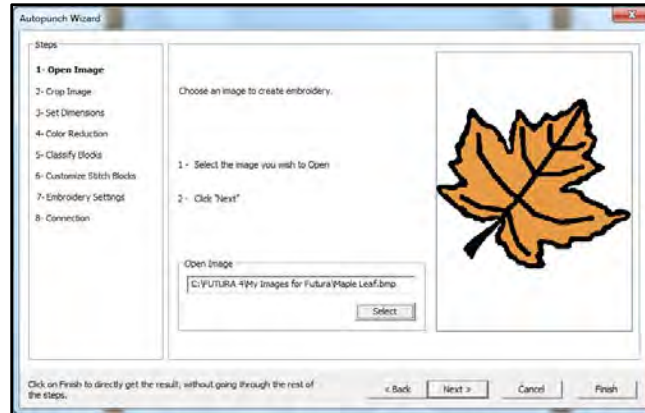 Autopunch Wizard
Steps
1- Open Image
2- Crop Image
3- Set Dimensions
4- Color Reduction
5- Classify Blocks
6- Customize Stitch Blocks
7- Embroidery Settings
8- Connection
Choose an image to create embroidery.
1 - Select the image you wish to Open
2 - Click "Next"
Open Image
C:\FUTURA 4\My Images for Futura\Maple Leaf.bmp
Select
Click on Finish to directly get the result, without going through the rest of
the steps.
< Back
Next >
Cancel
Finish